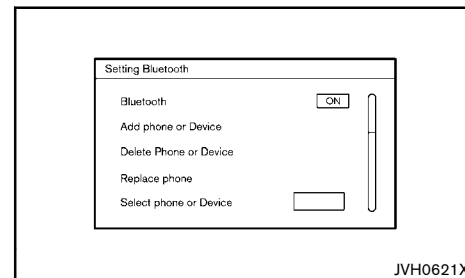 Setting Bluetooth
Bluetooth ON
Add phone or Device
Delete Phone or Device
Replace phone
Select phone or Device
JVH0621X